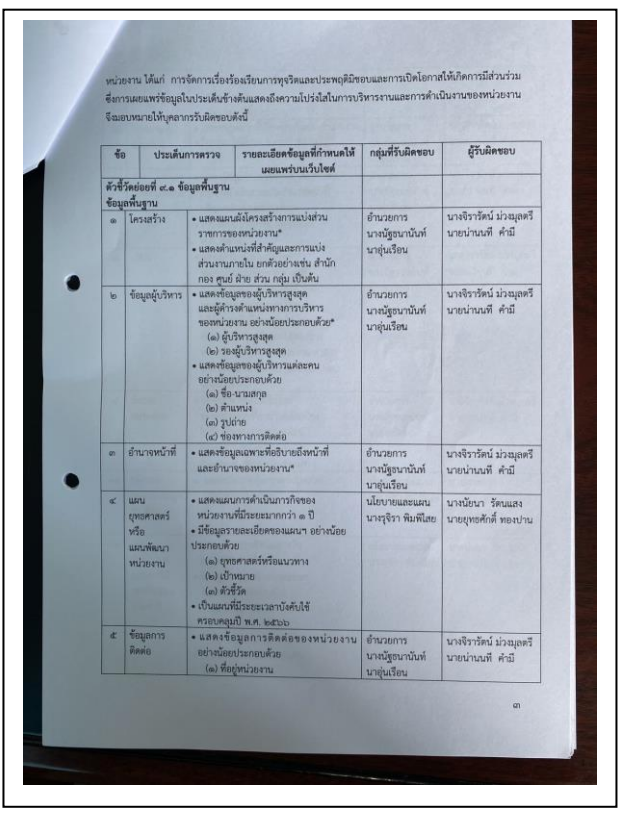 หน่วยงาน ได้แก่ การจัดการเรื่องร้องเรียนการทุจริตและประพฤติมิชอบและการเปิดโอกาสให้เกิดการมีส่วนร่วม
ซึ่งการเผยแพร่ข้อมูลในประเด็นข้างต้นแสดงถึงความโปร่งใสในการบริหารงานและการดำเนินงานของหน่วยงาน
จึงมอบหมายให้บุคลากรรับผิดชอบดังนี้
ข้อ ประเด็นการตรวจ รายละเอียดข้อมูลที่กำหนดให้เผยแพร่บนเว็บไซต์ กลุ่มที่รับผิดชอบ ผู้รับผิดชอบ
ตัวชี้วัดย่อยที่ ๙.๑ ข้อมูลพื้นฐาน
ข้อมูลพื้นฐาน
๑ โครงสร้าง
• แสดงแผนผังโครงสร้างการแบ่งส่วน
ราชการของหน่วยงาน*
• แสดงตำแหน่งที่สำคัญและการแบ่ง
ส่วนงานภายใน ยกตัวอย่างเช่น สำนัก
กอง ศูนย์ ฝ่าย ส่วน กลุ่ม เป็นต้น
อำนวยการ
นางณัฐธนานันท์
นาอุ่นเรือน
นางจิรารัตน์ ม่วงมุลตรี
นายน่านนที คำมี
๒ ข้อมูลผู้บริหาร
• แสดงข้อมูลของผู้บริหารสูงสุด
และผู้ดำรงตำแหน่งทางการบริหาร
ของหน่วยงาน อย่างน้อยประกอบด้วย*
(๑) ผู้บริหารสูงสุด
(๒) รองผู้บริหารสูงสุด
• แสดงข้อมูลของผู้บริหารแต่ละคน
อย่างน้อยประกอบด้วย
(๑) ชื่อ-นามสกุล
(๒) ตำแหน่ง
(๓) รูปถ่าย
(๔) ช่องทางการติดต่อ
อำนวยการ
นางณัฐธนานันท์
นาอุ่นเรือน
นางจิรารัตน์ ม่วงมุลตรี
นายน่านนที คำมี
๓ อำนาจหน้าที่
• แสดงข้อมูลเฉพาะที่อธิบายถึงหน้าที่
และอำนาจของหน่วยงาน*
อำนวยการ
นางณัฐธนานันท์
นาอุ่นเรือน
นางจิรารัตน์ ม่วงมุลตรี
นายน่านนที คำมี
๔ แผน
ยุทธศาสตร์
หรือ
แผนพัฒนา
หน่วยงาน
• แสดงแผนการดำเนินภารกิจของ
หน่วยงานที่มีระยะมากกว่า ๑ ปี
• มีข้อมูลรายละเอียดของแผนฯ อย่างน้อย
ประกอบด้วย
(๑) ยุทธศาสตร์หรือแนวทาง
(๒) เป้าหมาย
(๓) ตัวชี้วัด
• เป็นแผนที่มีระยะเวลาบังคับใช้
ครอบคลุมปี พ.ศ. ๒๕๖๖
นโยบายและแผน
นางรุจิรา พิมพิไสย
นางนัยนา รัตนแสง
นายยุทธศักดิ์ ทองปาน
๕ ข้อมูลการ
ติดต่อ
• แสดงข้อมูลการติดต่อของหน่วยงาน
อย่างน้อยประกอบด้วย
(๑) ที่อยู่หน่วยงาน
อำนวยการ
นางณัฐธนานันท์
นาอุ่นเรือน
นางจิรารัตน์ ม่วงมุลตรี
นายน่านนที คำมี
๓